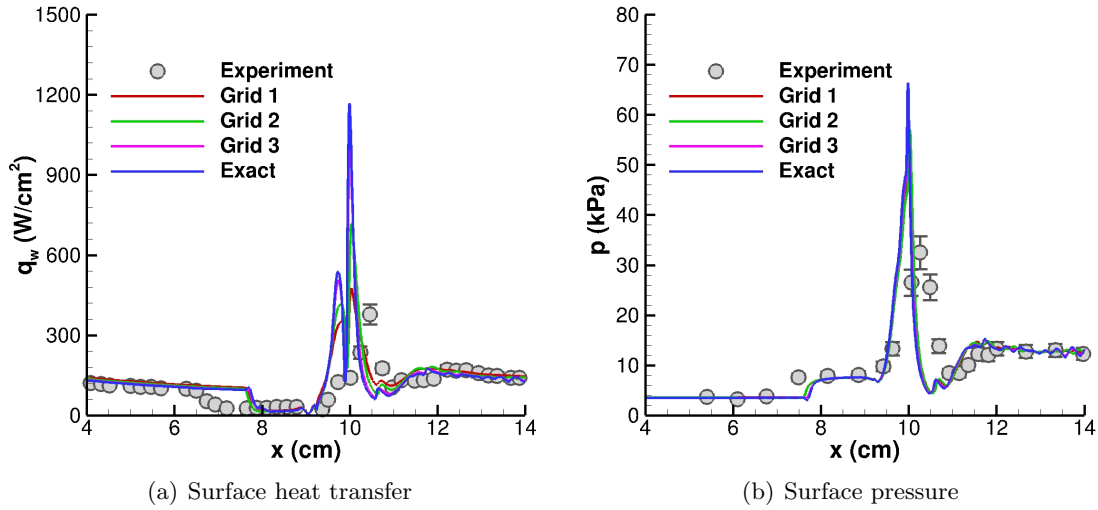 1500
1200
900
600
300
0
q_w (W/cm²)
Experiment
Grid 1
Grid 2
Grid 3
Exact
4 6 8 10 12 14
x (cm)
(a) Surface heat transfer
80
70
60
50
40
30
20
10
0
p (kPa)
Experiment
Grid 1
Grid 2
Grid 3
Exact
4 6 8 10 12 14
x (cm)
(b) Surface pressure